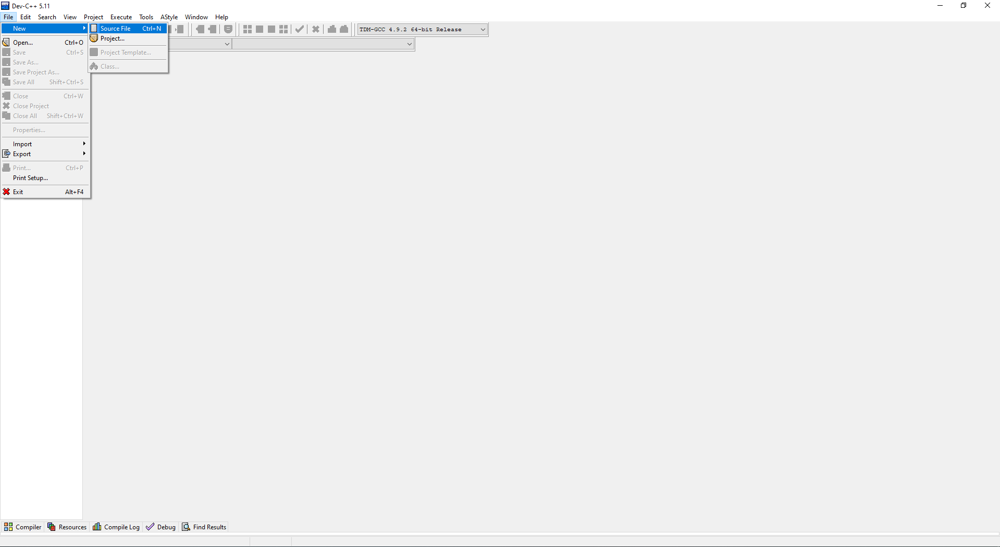 Dev-C++ 5.11
File Edit Search View Project Execute Tools AStyle Window Help
New
Source File Ctrl+N
Project...
Project Template...
Class...
TDM-GCC 4.9.2 64-bit Release
Open... Ctrl+O
Save Ctrl+S
Save As...
Save Project As...
Save All Shift+Ctrl+S
Close Ctrl+W
Close Project
Close All Shift+Ctrl+W
Properties...
Import
Export
Print... Ctrl+P
Print Setup...
Exit Alt+F4
Compiler Resources Compile Log Debug Find Results